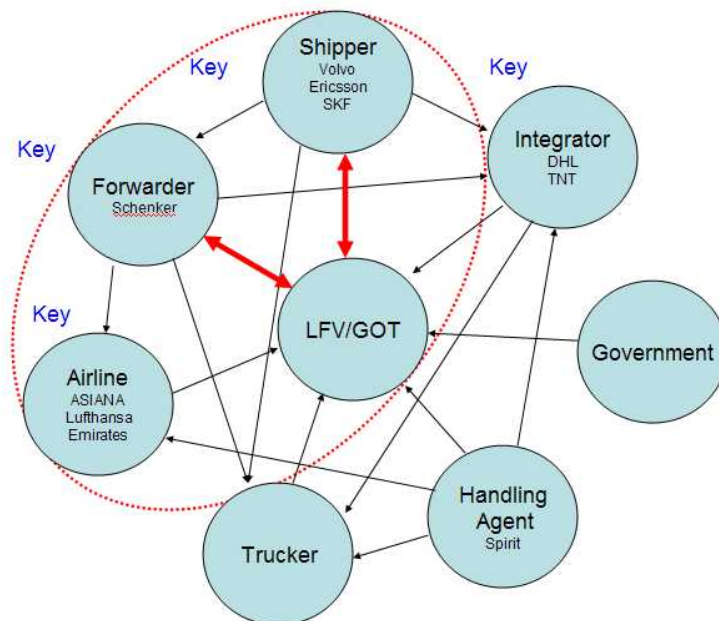 Shipper
Volvo
Ericsson
SKF
Key
Key
Integrator
DHL
TNT
Key
Forwarder
Schenker
LFV/GOT
Key
Government
Airline
ASIANA
Lufthansa
Emirates
Handling
Agent
Spirit
Trucker